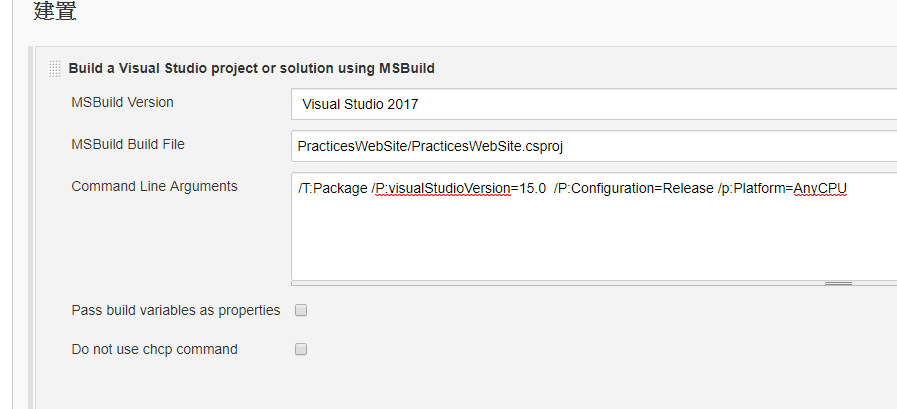 建置
Build a Visual Studio project or solution using MSBuild
MSBuild Version
Visual Studio 2017
MSBuild Build File
PracticesWebSite/PracticesWebSite.csproj
Command Line Arguments
/T:Package /P:visualStudioVersion=15.0  /P:Configuration=Release /p:Platform=AnyCPU
Pass build variables as properties
Do not use chcp command